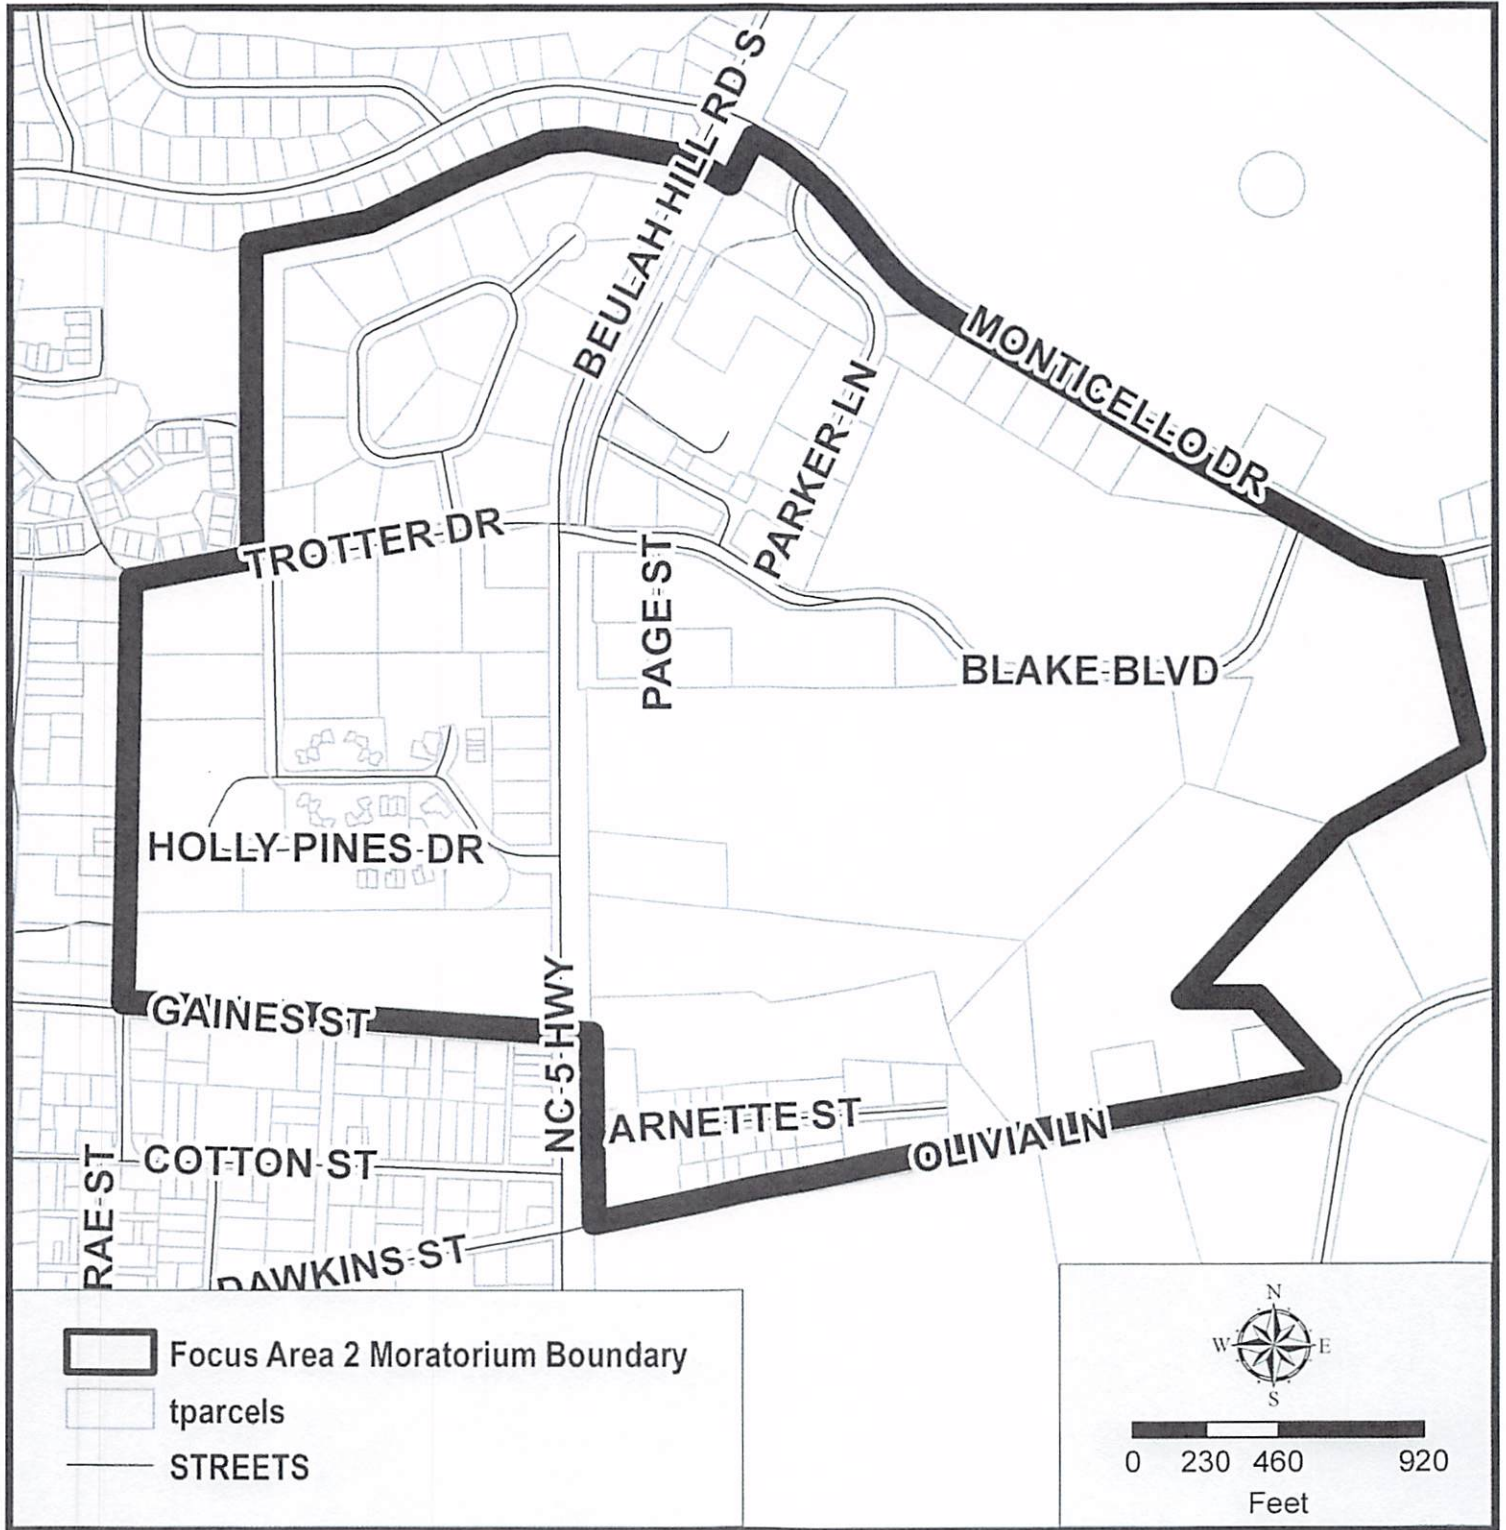 BEULAH HILL RD S
MONTICELLO DR
PARKER LN
TROTTER DR
PAGE ST
BLAKE BLVD
HOLLY PINES DR
GAINES ST
NC 5 HWY
ARNETTE ST
OLIVIA LN
COTTON ST
RAE ST
DAWKINS ST
Focus Area 2 Moratorium Boundary
tparcels
STREETS
N
W E
S
0 230 460 920
Feet